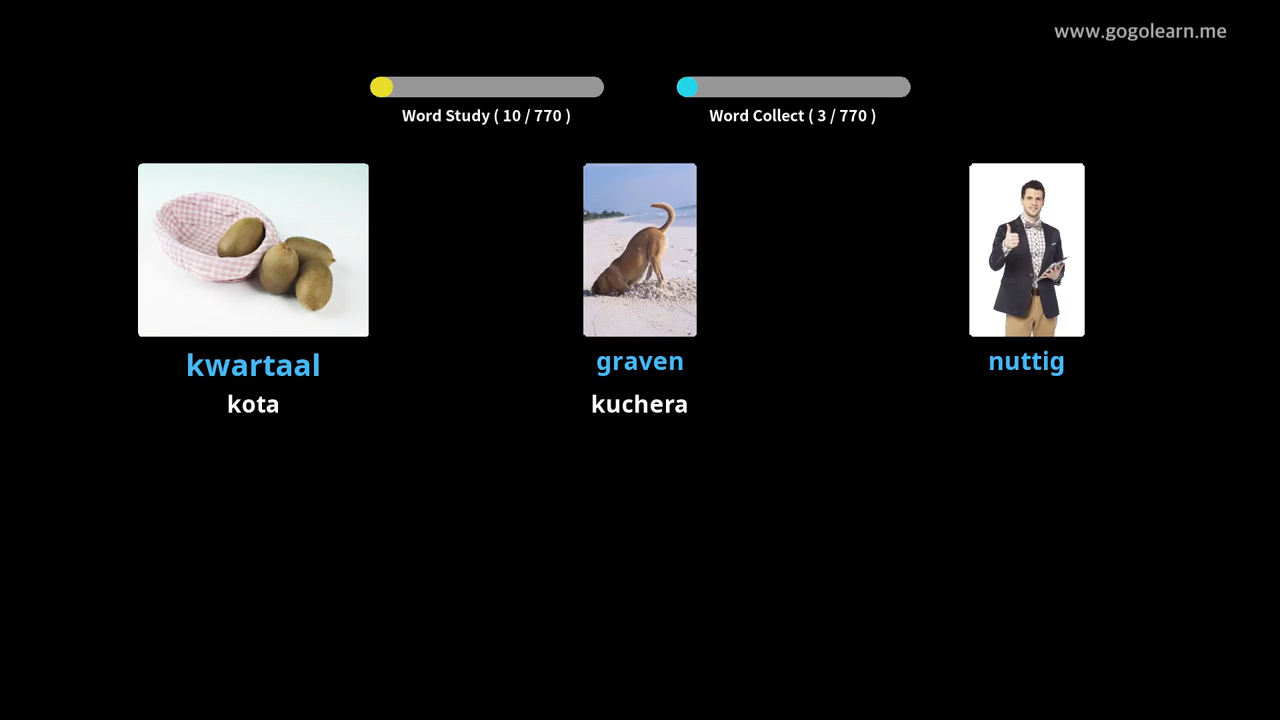 www.gogolearn.me
Word Study ( 10 / 770 )
Word Collect ( 3 / 770 )
kwartaal
graven
nuttig
kota
kuchera